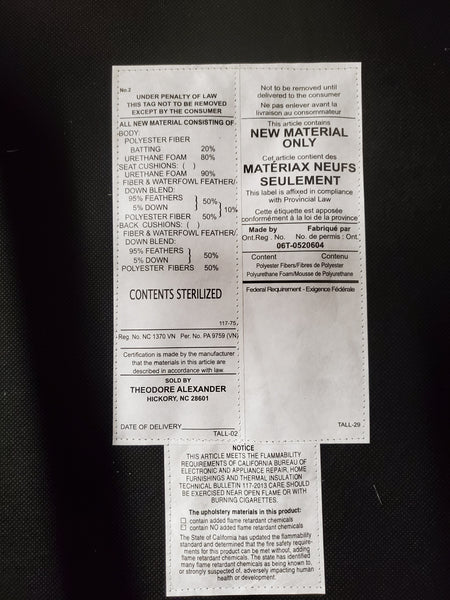 No.2
UNDER PENALTY OF LAW
THIS TAG NOT TO BE REMOVED
EXCEPT BY THE CONSUMER
ALL NEW MATERIAL CONSISTING OF
BODY:
POLYESTER FIBER
BATTING 20%
URETHANE FOAM 80%
SEAT CUSHIONS: ( )
URETHANE FOAM 90%
FIBER & WATERFOWL FEATHER/
DOWN BLEND:
95% FEATHERS } 50%
5% DOWN } 10%
POLYESTER FIBER 50%
BACK CUSHIONS: ( )
FIBER & WATERFOWL FEATHER/
DOWN BLEND:
95% FEATHERS } 50%
5% DOWN
POLYESTER FIBERS 50%
CONTENTS STERILIZED
117-75
Reg. No. NC 1370 VN Per. No. PA 9759 (VN)
Certification is made by the manufacturer
that the materials in this article are
described in accordance with law.
SOLD BY
THEODORE ALEXANDER
HICKORY, NC 28601
DATE OF DELIVERY
TALL-02
Not to be removed until
delivered to the consumer
Ne pas enlever avant la
livraison au consommateur
This article contains
NEW MATERIAL
ONLY
Cet article contient des
MATÉRIAX NEUFS
SEULEMENT
This label is affixed in compliance
with Provincial Law
Cette étiquette est apposée
conformément à la loi de la province
Made by Fabriqué par
Ont.Reg . No. No. de permis : Ont
06T-0520604
Content Contenu
Polyester Fibers/Fibres de Polyester
Polyurethane Foam/Mousse de Polyurethane
Federal Requirement - Exigence Fédérale
TALL-29
NOTICE
THIS ARTICLE MEETS THE FLAMMABILITY
REQUIREMENTS OF CALIFORNIA BUREAU OF
ELECTRONIC AND APPLIANCE REPAIR, HOME
FURNISHINGS AND THERMAL INSULATION
TECHNICAL BULLETIN 117-2013 CARE SHOULD
BE EXERCISED NEAR OPEN FLAME OR WITH
BURNING CIGARETTES.
The upholstery materials in this product:
contain added flame retardant chemicals
contain NO added flame retardant chemicals
The State of California has updated the flammability
standard and determined that the fire safety require-
ments for this product can be met without, adding
flame retardant chemicals. The state has identified
many flame retardant chemicals as being known to,
or strongly suspected of, adversely impacting human
health or development.